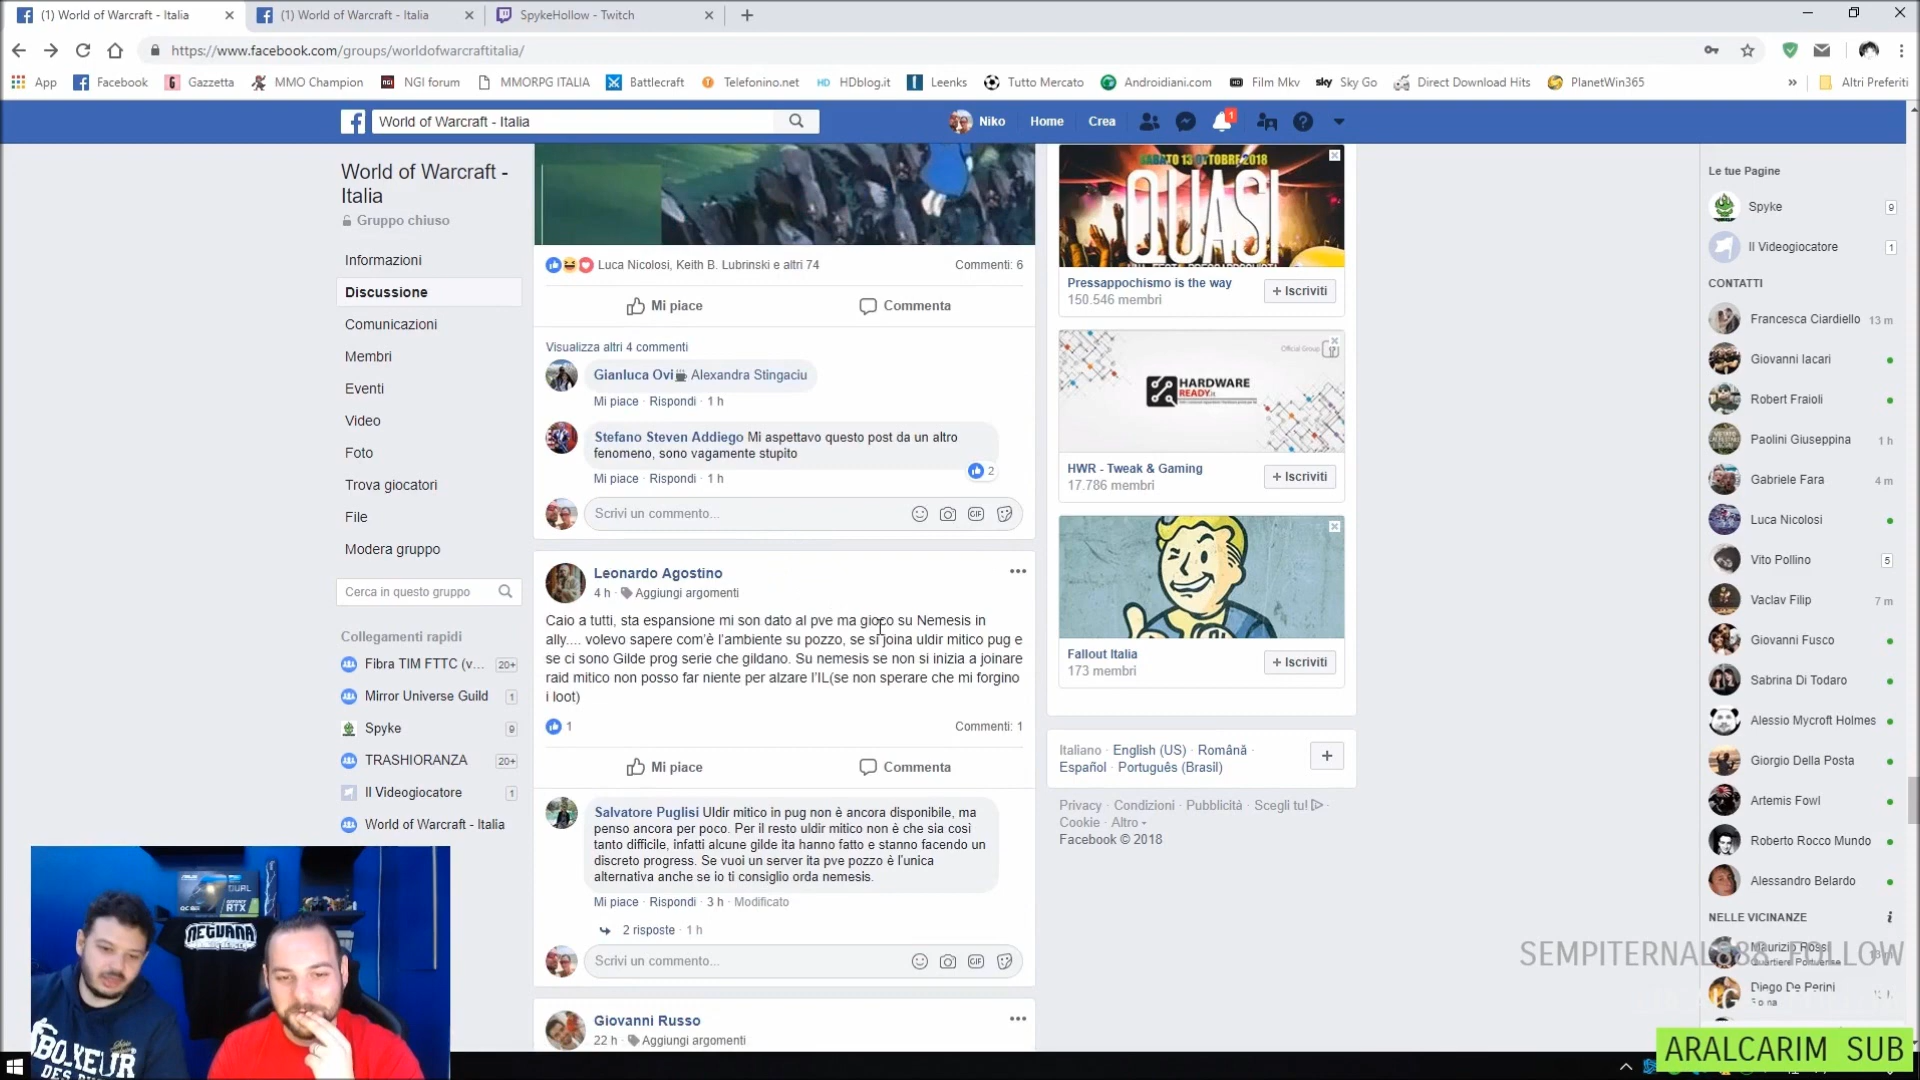 (1) World of Warcraft - Italia
(1) World of Warcraft - Italia
SpykeHollow - Twitch
https://www.facebook.com/groups/worldofwarcraftitalia/
App
Facebook
Gazzetta
MMO Champion
NGI forum
MMORPG ITALIA
Battlecraft
Telefonino.net
HDblog.it
Leenks
Tutto Mercato
Androidiani.com
Film Mkv
sky Sky Go
Direct Download Hits
PlanetWin365
»
Altri Preferiti
World of Warcraft - Italia
Niko
Home
Crea
1
World of Warcraft -
Italia
Gruppo chiuso
Informazioni
Discussione
Comunicazioni
Membri
Eventi
Video
Foto
Trova giocatori
File
Modera gruppo
Cerca in questo gruppo
Collegamenti rapidi
Fibra TIM FTTC (v... 20+
Mirror Universe Guild 1
Spyke 9
TRASHIORANZA 20+
Il Videogiocatore 1
World of Warcraft - Italia
Luca Nicolosi, Keith B. Lubrinski e altri 74
Commenti: 6
Mi piace
Commenta
Visualizza altri 4 commenti
Gianluca Ovi Alexandra Stingaciu
Mi piace · Rispondi · 1 h
Stefano Steven Addiego Mi aspettavo questo post da un altro
fenomeno, sono vagamente stupito
2
Mi piace · Rispondi · 1 h
Scrivi un commento...
GIF
Leonardo Agostino
4 h · Aggiungi argomenti
Caio a tutti, sta espansione mi son dato al pve ma gioco su Nemesis in
ally.... volevo sapere com'è l'ambiente su pozzo, se si joina uldir mitico pug e
se ci sono Gilde prog serie che gildano. Su nemesis se non si inizia a joinare
raid mitico non posso far niente per alzare l'IL(se non sperare che mi forgino
i loot)
1
Commenti: 1
Mi piace
Commenta
Salvatore Puglisi Uldir mitico in pug non è ancora disponibile, ma
penso ancora per poco. Per il resto uldir mitico non è che sia così
tanto difficile, infatti alcune gilde ita hanno fatto e stanno facendo un
discreto progress. Se vuoi un server ita pve pozzo è l'unica
alternativa anche se io ti consiglio orda nemesis.
Mi piace · Rispondi · 3 h · Modificato
2 risposte · 1 h
Scrivi un commento...
GIF
Giovanni Russo
22 h · Aggiungi argomenti
SABATO 13 OTTOBRE 2018
QUASI
Pressappochismo is the way
150.546 membri
+ Iscriviti
Official Group
HARDWARE
READY.it
HWR - Tweak & Gaming
17.786 membri
+ Iscriviti
Fallout Italia
173 membri
+ Iscriviti
Italiano · English (US) · Română ·
Español · Português (Brasil)
+
Privacy · Condizioni · Pubblicità · Scegli tu! ·
Cookie · Altro
Facebook © 2018
Le tue Pagine
Spyke 9
Il Videogiocatore 1
CONTATTI
Francesca Ciardiello 13 m
Giovanni Iacari
Robert Fraioli
Paolini Giuseppina 1 h
Gabriele Fara 4 m
Luca Nicolosi
Vito Pollino 5
Vaclav Filip 7 m
Giovanni Fusco
Sabrina Di Todaro
Alessio Mycroft Holmes
Giorgio Della Posta
Artemis Fowl
Roberto Rocco Mundo
Alessandro Belardo
NELLE VICINANZE
Maurizio Rossi
Diego De Perini
FOLLOW
ARALCARIM SUB
DUAL
RTX
NEGVANA
BOXEUR
DES